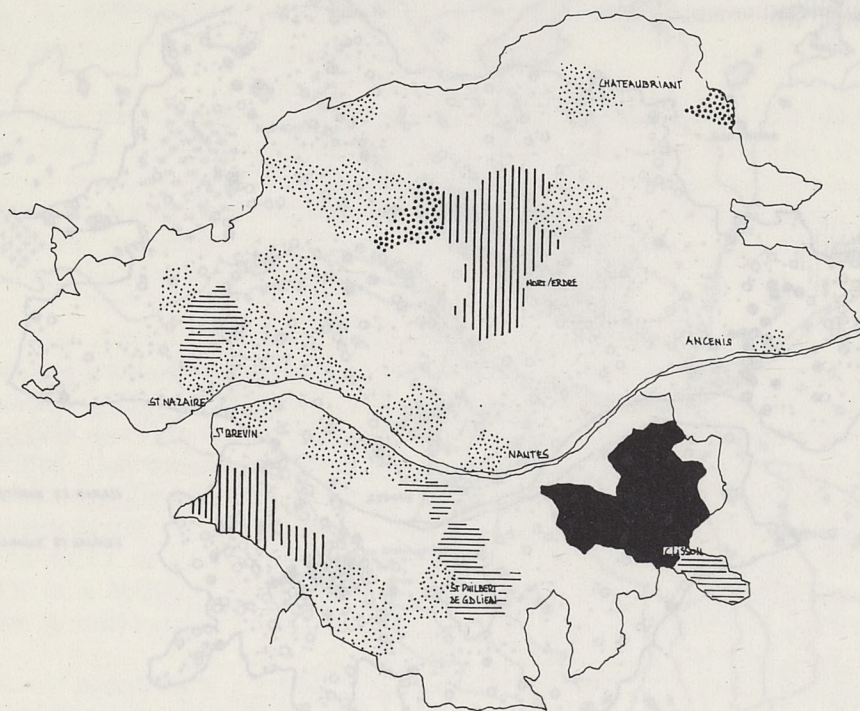 CHATEAUBRIANT
NORT/ERDRE
ANCENIS
ST NAZAIRE
ST BREVIN
NANTES
CLISSON
ST PHILBERT
DE GD LIEU